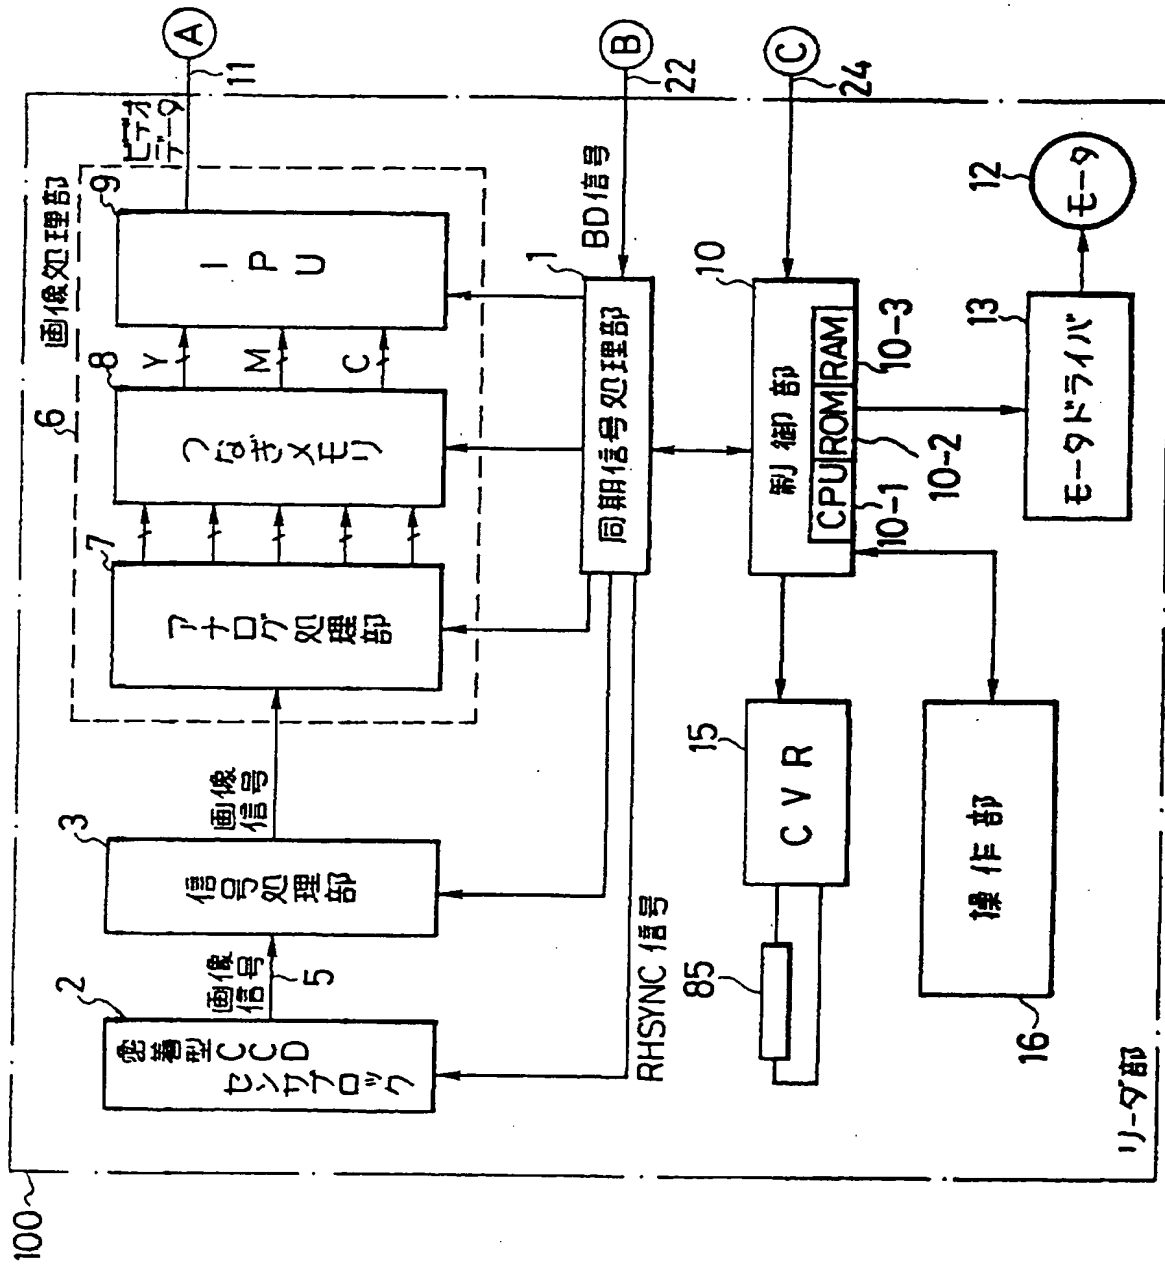 100
リーダ部
2
密着型CCD
センサブロック
画像
信号
5
3
信号処理部
画像
信号
6
画像処理部
7
アナログ処理部
8
つなぎメモリ
Y
M
C
9
IPU
ビデオ
データ
11
A
1
同期信号処理部
BD信号
22
B
RHSYNC信号
10
制御部
CPU
ROM
RAM
10-1
10-2
10-3
24
C
15
CVR
85
16
操作部
13
モータドライバ
12
モータ